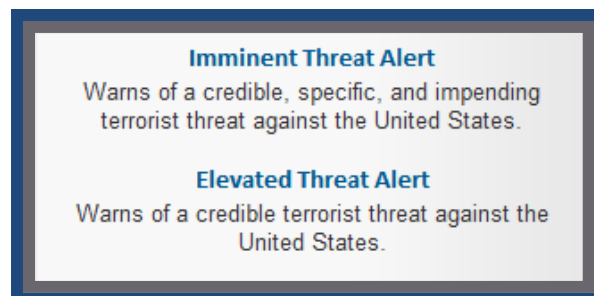 Imminent Threat Alert
Warns of a credible, specific, and impending
terrorist threat against the United States.
Elevated Threat Alert
Warns of a credible terrorist threat against the
United States.